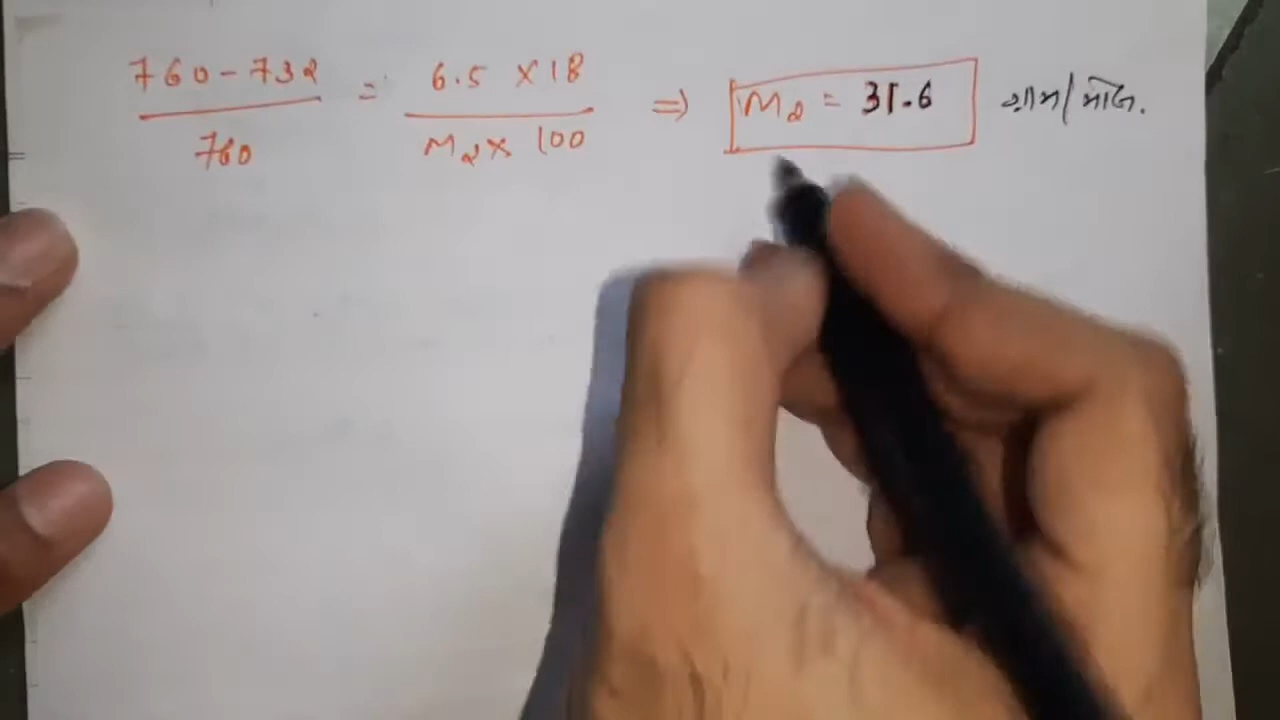 760-732 / 760 = 6.5 × 18 / M₂ × 100 ⇒ M₂ = 31.6 গ্রাম/মোল.